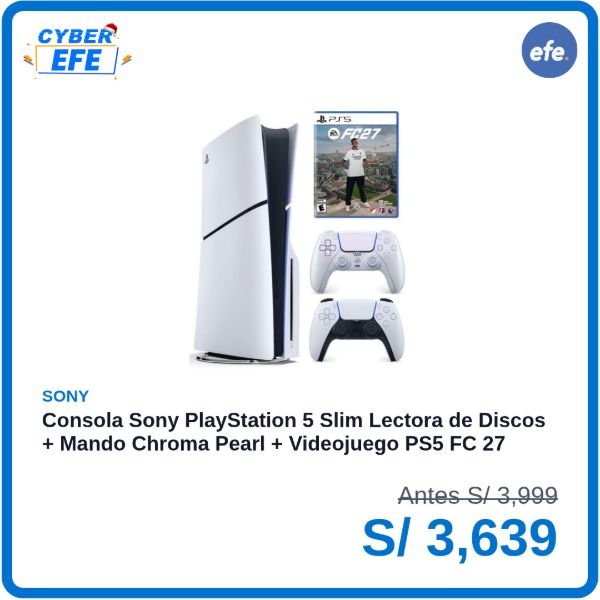 CYBER
EFE
efe.
PS5
FC27
SONY
Consola Sony PlayStation 5 Slim Lectora de Discos
+ Mando Chroma Pearl + Videojuego PS5 FC 27
Antes S/ 3,999
S/ 3,639